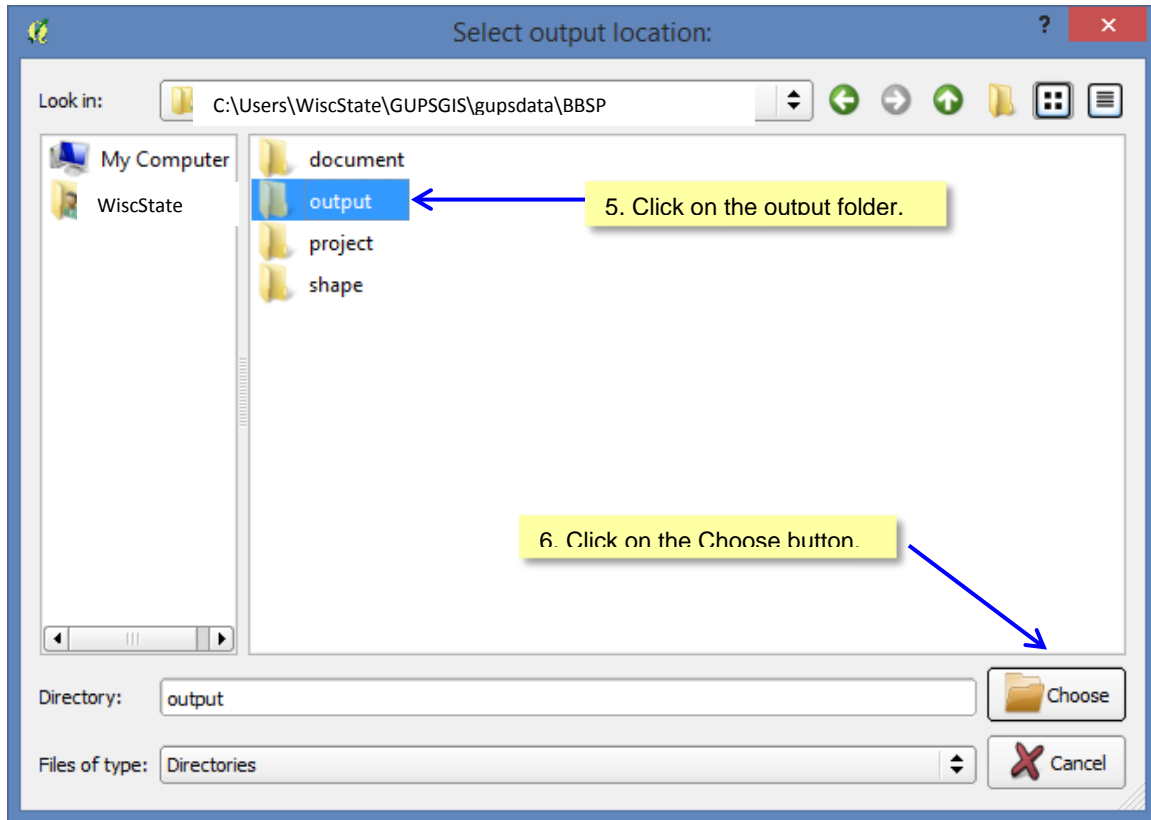 Select output location:
?
Look in:
C:\Users\WiscState\GUPSGIS\gupsdata\BBSP
My Computer
WiscState
document
output
project
shape
5. Click on the output folder.
6. Click on the Choose button.
Directory:
output
Choose
Files of type:
Directories
Cancel